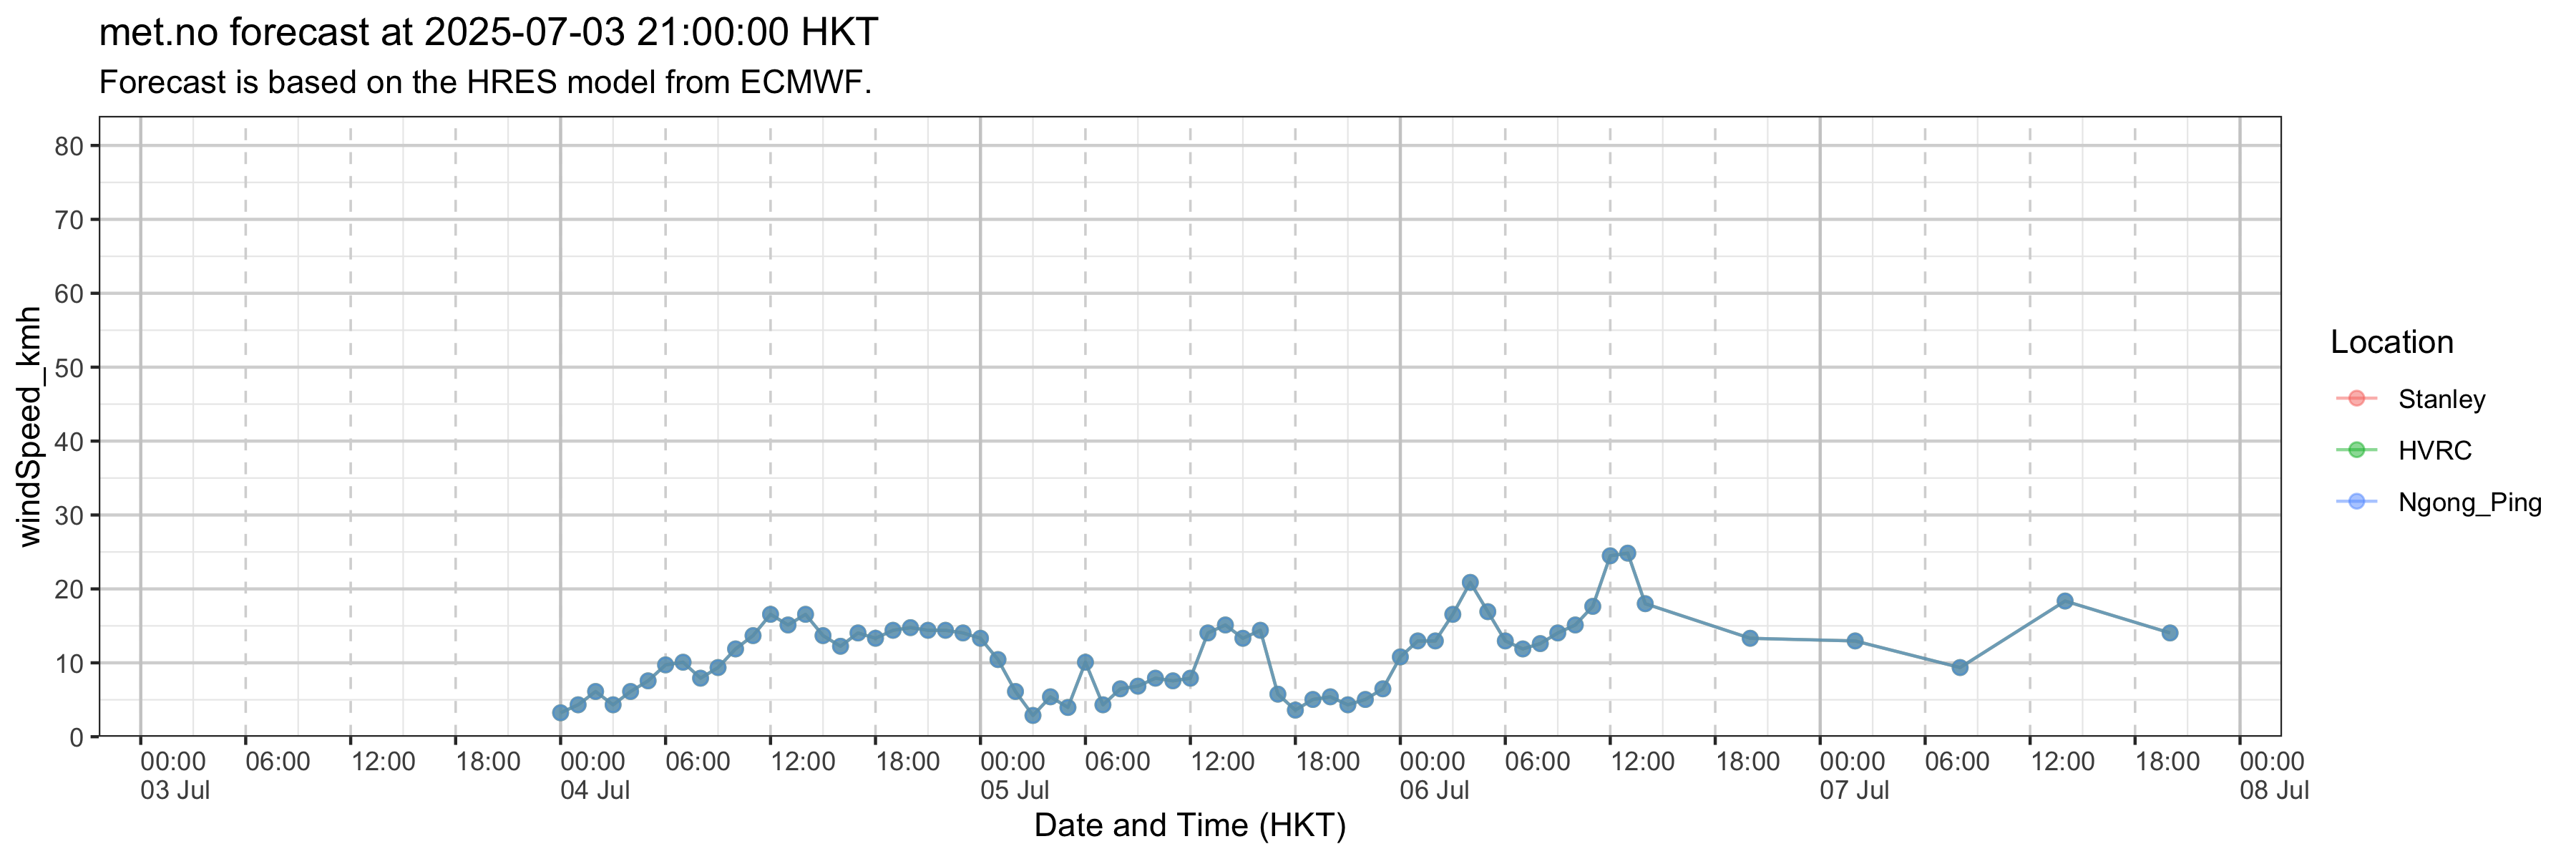 met.no forecast at 2025-07-03 21:00:00 HKT
Forecast is based on the HRES model from ECMWF.
windSpeed_kmh
80
70
60
50
40
30
20
10
0
00:00 06:00 12:00 18:00 00:00 06:00 12:00 18:00 00:00 06:00 12:00 18:00 00:00 06:00 12:00 18:00 00:00 06:00 12:00 18:00 00:00
03 Jul 04 Jul 05 Jul 06 Jul 07 Jul 08 Jul
Date and Time (HKT)
Location
Stanley
HVRC
Ngong_Ping